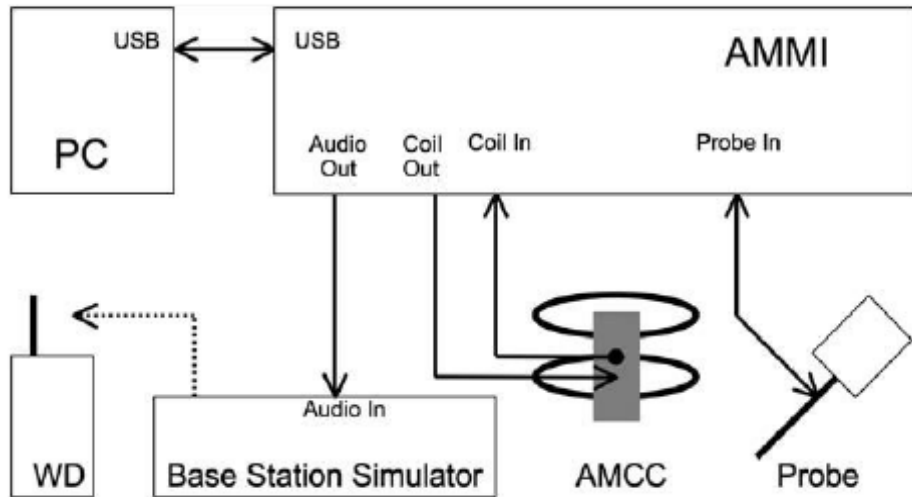 USB
USB
AMMI
PC
Audio
Out
Coil
Out
Coil In
Probe In
Audio In
WD
Base Station Simulator
AMCC
Probe